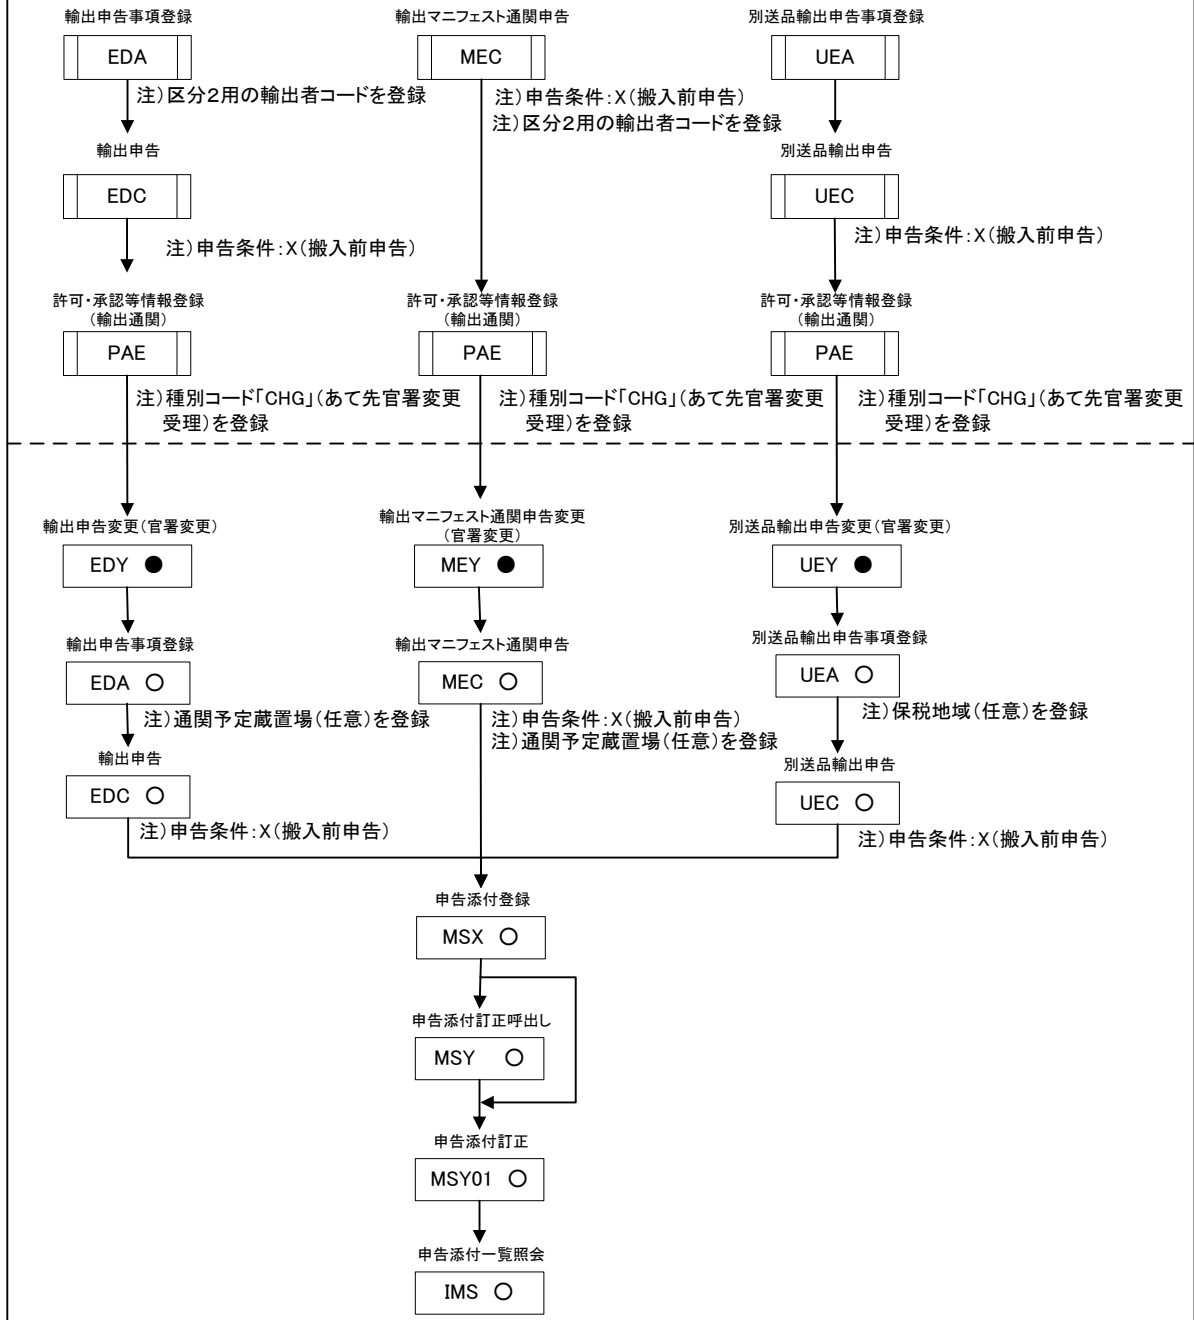 輸出申告事項登録
EDA
注)区分2用の輸出者コードを登録
輸出申告
EDC
注)申告条件:X(搬入前申告)
許可・承認等情報登録
(輸出通関)
PAE
注)種別コード「CHG」(あて先官署変更
受理)を登録
輸出マニフェスト通関申告
MEC
注)申告条件:X(搬入前申告)
注)区分2用の輸出者コードを登録
許可・承認等情報登録
(輸出通関)
PAE
注)種別コード「CHG」(あて先官署変更
受理)を登録
別送品輸出申告事項登録
UEA
別送品輸出申告
UEC
注)申告条件:X(搬入前申告)
許可・承認等情報登録
(輸出通関)
PAE
注)種別コード「CHG」(あて先官署変更
受理)を登録
輸出申告変更(官署変更)
EDY ●
輸出申告事項登録
EDA ○
注)通関予定蔵置場(任意)を登録
輸出申告
EDC ○
注)申告条件:X(搬入前申告)
輸出マニフェスト通関申告変更
(官署変更)
MEY ●
輸出マニフェスト通関申告
MEC ○
注)申告条件:X(搬入前申告)
注)通関予定蔵置場(任意)を登録
別送品輸出申告変更(官署変更)
UEY ●
別送品輸出申告事項登録
UEA ○
注)保税地域(任意)を登録
別送品輸出申告
UEC ○
注)申告条件:X(搬入前申告)
申告添付登録
MSX ○
申告添付訂正呼出し
MSY ○
申告添付訂正
MSY01 ○
申告添付一覧照会
IMS ○